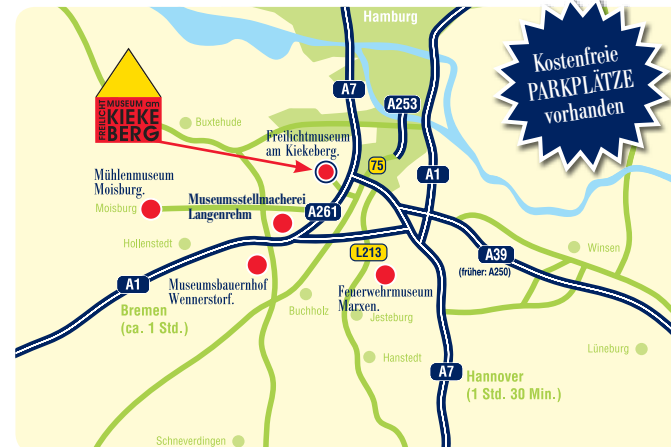 Hamburg
Kostenfreie
PARKPLÄTZE
vorhanden
A7
A253
FREILICHT
MUSEUM am
KIEKE
BERG
Buxtehude
Freilichtmuseum
am Kiekeberg.
75
A1
Mühlenmuseum
Moisburg.
Moisburg
Museumsstellmacherei
Langenrehm
A261
Hollenstedt
L213
A39
(früher: A250)
Winsen
A1
Museumsbauernhof
Wennerstorf.
Feuerwehrmuseum
Marxen.
Bremen
(ca. 1 Std.)
Buchholz
Jesteburg
Lüneburg
Hanstedt
A7
Hannover
(1 Std. 30 Min.)
Schneverdingen